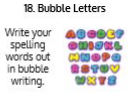 18. Bubble Letters
Write your
spelling
words out
in bubble
writing.
A B C D E F
G H I J K L
M N O P Q
R S T U V
W X Y Z